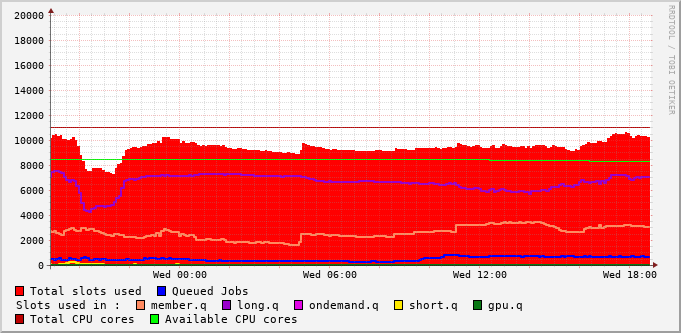 20000
18000
16000
14000
12000
10000
8000
6000
4000
2000
0
Wed 00:00 Wed 06:00 Wed 12:00 Wed 18:00
Total slots used Queued Jobs
Slots used in : member.q long.q ondemand.q short.q gpu.q
Total CPU cores Available CPU cores
RRDTOOL / TOBI OETIKER